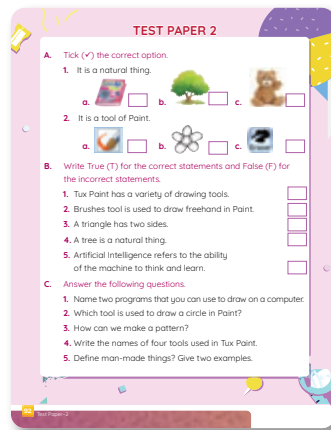 TEST PAPER 2
A. Tick (✓) the correct option.
1. It is a natural thing.
a. b. c.
2. It is a tool of Paint.
a. b. c.
B. Write True (T) for the correct statements and False (F) for
the incorrect statements.
1. Tux Paint has a variety of drawing tools.
2. Brushes tool is used to draw freehand in Paint.
3. A triangle has two sides.
4. A tree is a natural thing.
5. Artificial Intelligence refers to the ability
of the machine to think and learn.
C. Answer the following questions.
1. Name two programs that you can use to draw on a computer.
2. Which tool is used to draw a circle in Paint?
3. How can we make a pattern?
4. Write the names of four tools used in Tux Paint.
5. Define man-made things? Give two examples.
Test Paper-2